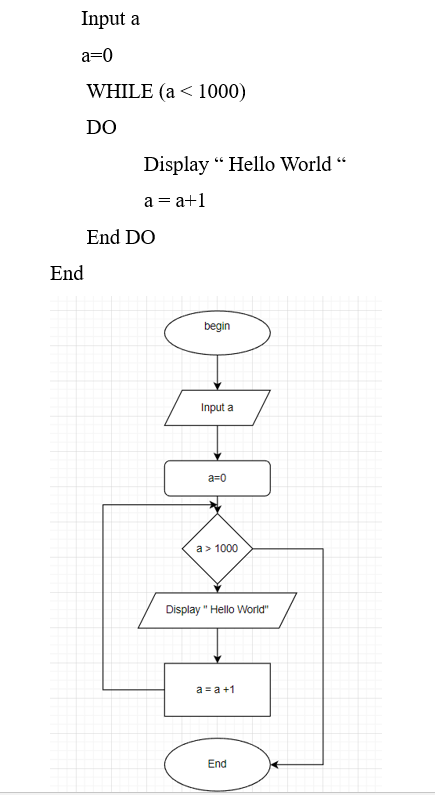 Input a
a=0
WHILE (a < 1000)
DO
Display “ Hello World “
a = a+1
End DO
End
begin
Input a
a=0
a > 1000
Display " Hello World"
a = a +1
End